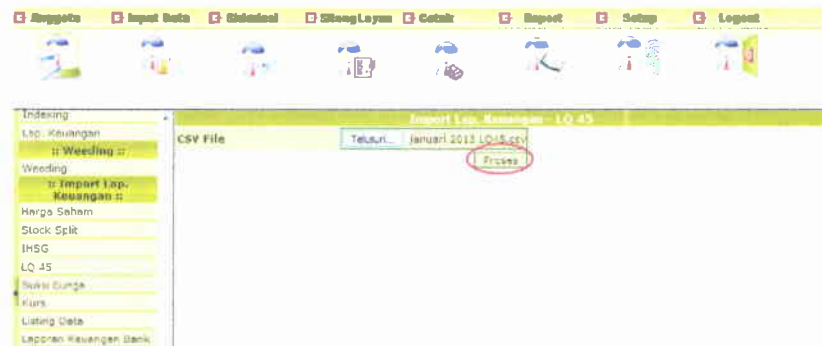 Anggota Input Data Sirkulasi Silang Layan Catalk Report Setup Logout
Indexing
Lap. Keuangan
:: Weeding ::
Weeding
:: Import Lap.
Keuangan ::
Harga Saham
Stock Split
IHSG
LQ 45
Suku Bunga
Kurs
Listing Data
Laporan Keuangan Bank
Import Lap. Keuangan - LQ 45
CSV File
Telusuri... Januari 2013 LQ45.csv
Proses